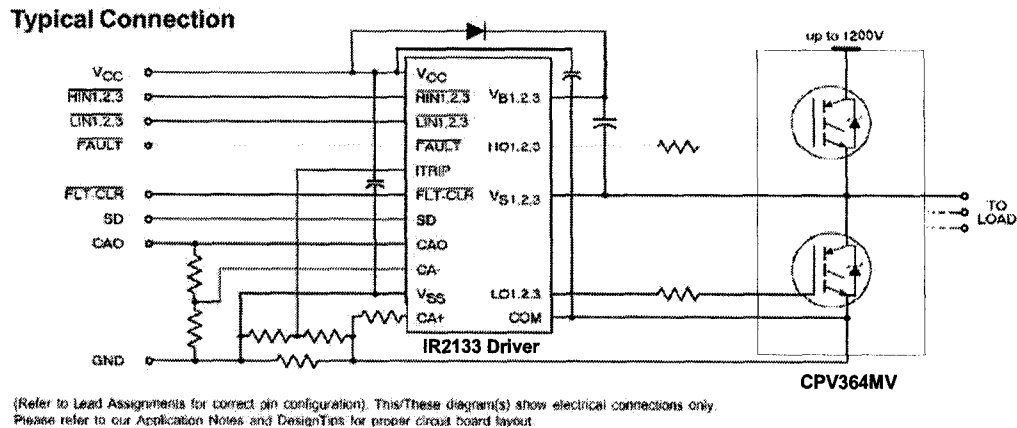 Typical Connection
up to 1200V
VCC
HIN1,2,3
LIN1,2,3
FAULT
FLT-CLR
SD
CAO
GND
VCC
HIN1,2,3
LIN1,2,3
FAULT
ITRIP
FLT-CLR
SD
CAO
CA-
VSS
CA+
VB1,2,3
HO1,2,3
VS1,2,3
LO1,2,3
COM
IR2133 Driver
TO
LOAD
CPV364MV
(Refer to Lead Assignments for correct pin configuration). This/These diagram(s) show electrical connections only.
Please refer to our Application Notes and DesignTips for proper circuit board layout.